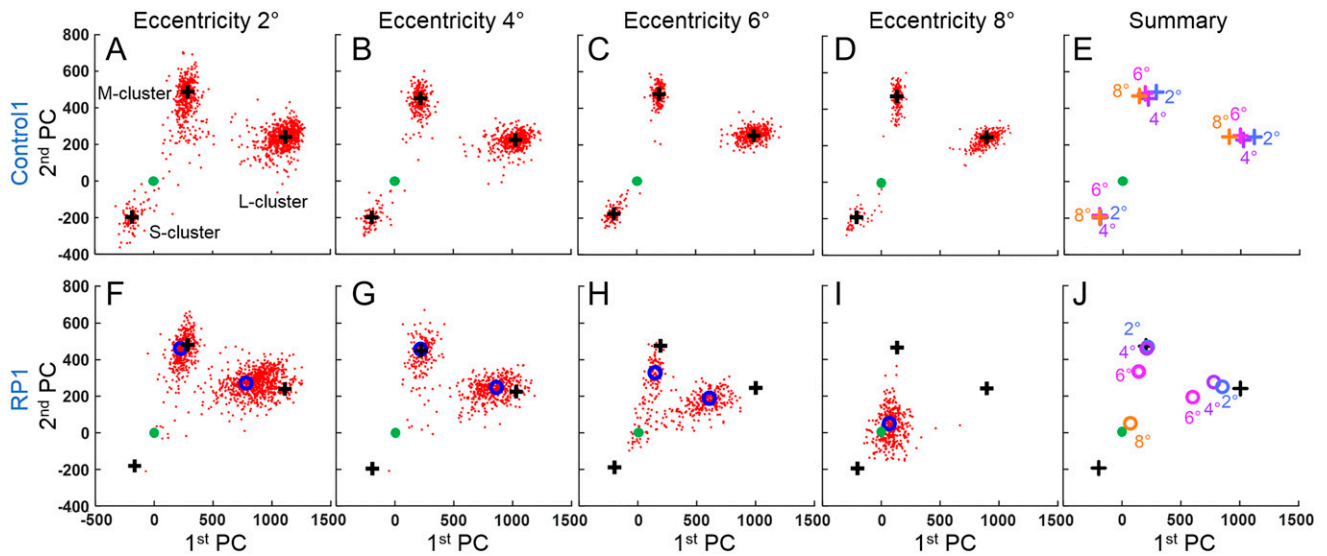 Eccentricity 2° Eccentricity 4° Eccentricity 6° Eccentricity 8° Summary
Control1
2nd PC
800
600
400
200
0
-200
-400
A
M-cluster
L-cluster
S-cluster
B
C
D
E
6°
8°
2°
4°
6°
8°
2°
4°
6°
8°
2°
4°
RP1
2nd PC
800
600
400
200
0
-200
-400
F
G
H
I
J
2°
4°
6°
6°
4°
2°
8°
-500 0 500 1000 1500
0 500 1000 1500
0 500 1000 1500
0 500 1000 1500
0 500 1000 1500
1st PC 1st PC 1st PC 1st PC 1st PC